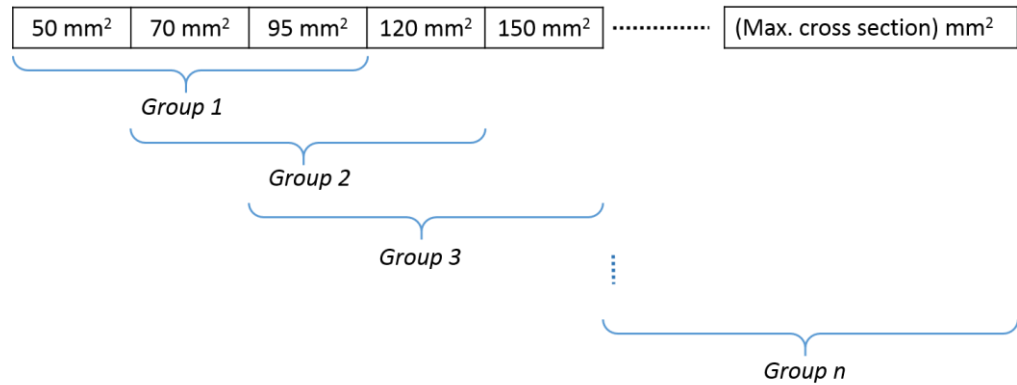 50 mm² 70 mm² 95 mm² 120 mm² 150 mm² (Max. cross section) mm²
Group 1
Group 2
Group 3
Group n